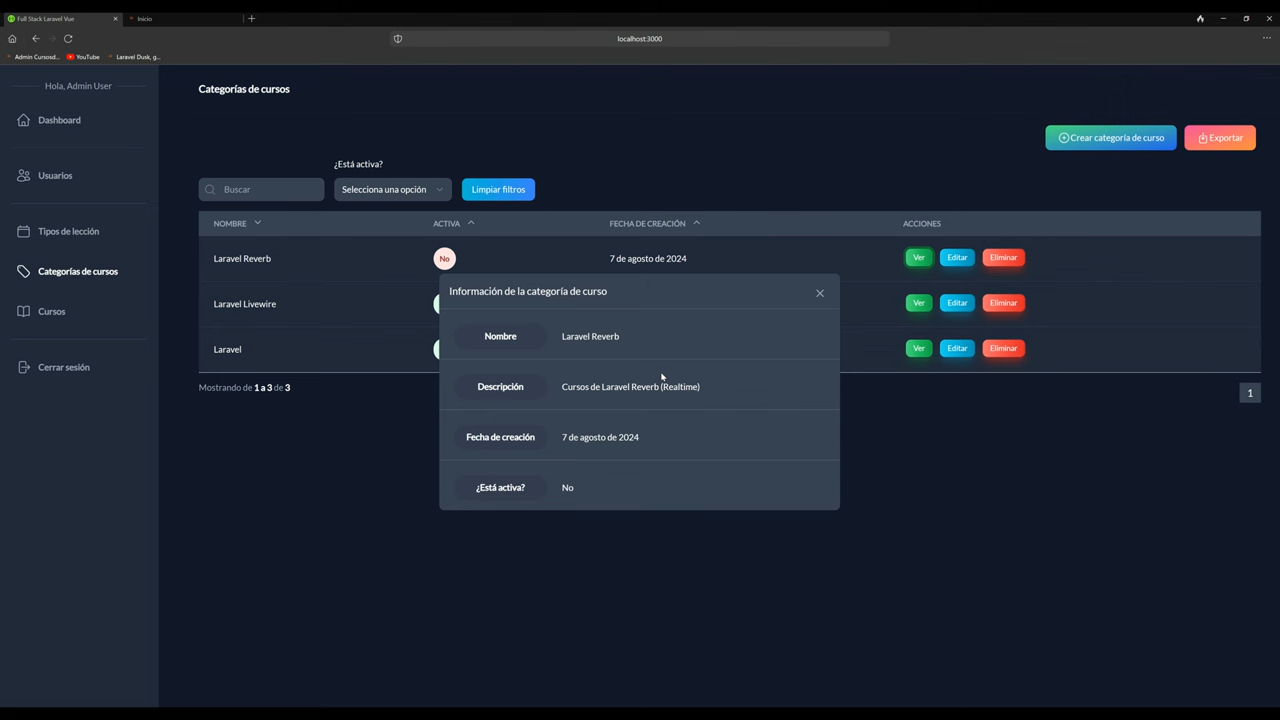 Full Stack Laravel Vue
Inicio
localhost:3000
Admin Cursosd...
YouTube
Laravel Dusk, g...
Hola, Admin User
Dashboard
Usuarios
Tipos de lección
Categorías de cursos
Cursos
Cerrar sesión
Categorías de cursos
Crear categoría de curso
Exportar
¿Está activa?
Buscar
Selecciona una opción
Limpiar filtros
NOMBRE ACTIVA FECHA DE CREACIÓN ACCIONES
Laravel Reverb No 7 de agosto de 2024 Ver Editar Eliminar
Laravel Livewire Ver Editar Eliminar
Laravel Ver Editar Eliminar
Mostrando de 1 a 3 de 3
1
Información de la categoría de curso
Nombre Laravel Reverb
Descripción Cursos de Laravel Reverb (Realtime)
Fecha de creación 7 de agosto de 2024
¿Está activa? No